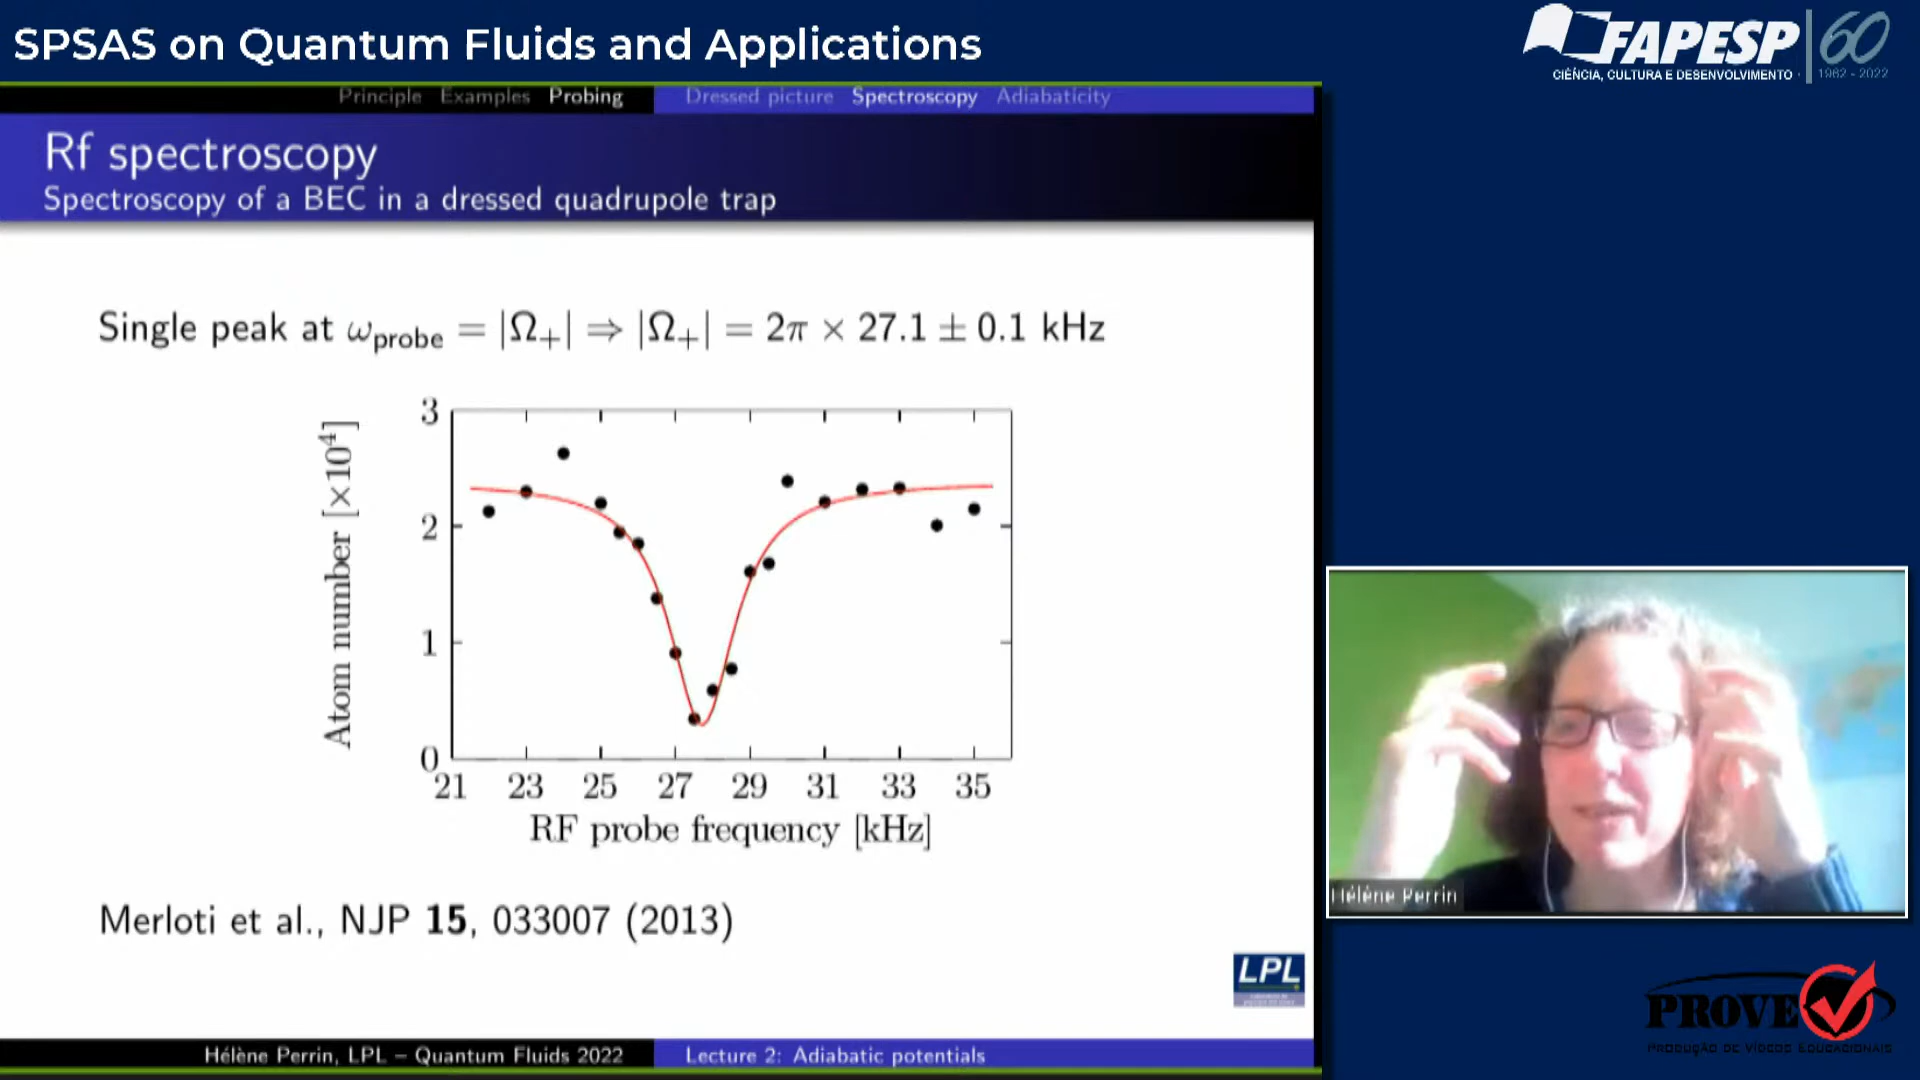 SPSAS on Quantum Fluids and Applications
FAPESP 60
CIÊNCIA, CULTURA E DESENVOLVIMENTO
1962 - 2022
Principle Examples Probing Dressed picture Spectroscopy Adiabaticity
Rf spectroscopy
Spectroscopy of a BEC in a dressed quadrupole trap
Single peak at ω_probe = |Ω₊| ⇒ |Ω₊| = 2π × 27.1 ± 0.1 kHz
Atom number [×10⁴]
3
2
1
0
21 23 25 27 29 31 33 35
RF probe frequency [kHz]
Merloti et al., NJP 15, 033007 (2013)
LPL
Hélène Perrin
PROVE
PRODUÇÃO DE VÍDEOS EDUCACIONAIS
Hélène Perrin, LPL – Quantum Fluids 2022 Lecture 2: Adiabatic potentials